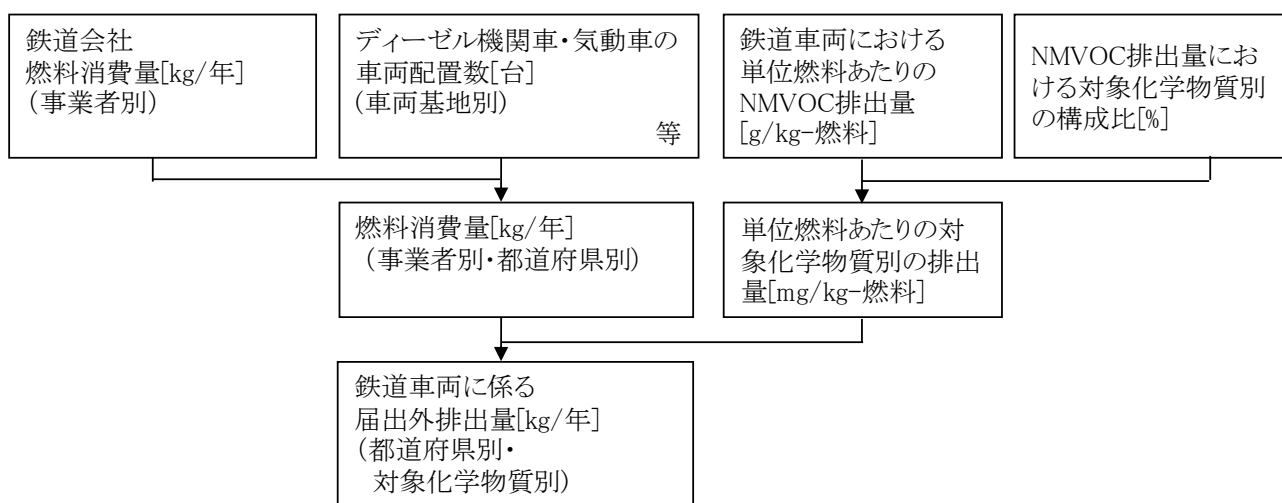 鉄道会社
燃料消費量[kg/年]
(事業者別)
ディーゼル機関車・気動車の
車両配置数[台]
(車両基地別)
等
鉄道車両における
単位燃料あたりの
NMVOC排出量
[g/kg-燃料]
NMVOC排出量にお
ける対象化学物質別
の構成比[%]
燃料消費量[kg/年]
(事業者別・都道府県別)
単位燃料あたりの対
象化学物質別の排出
量[mg/kg-燃料]
鉄道車両に係る
届出外排出量[kg/年]
(都道府県別・
対象化学物質別)